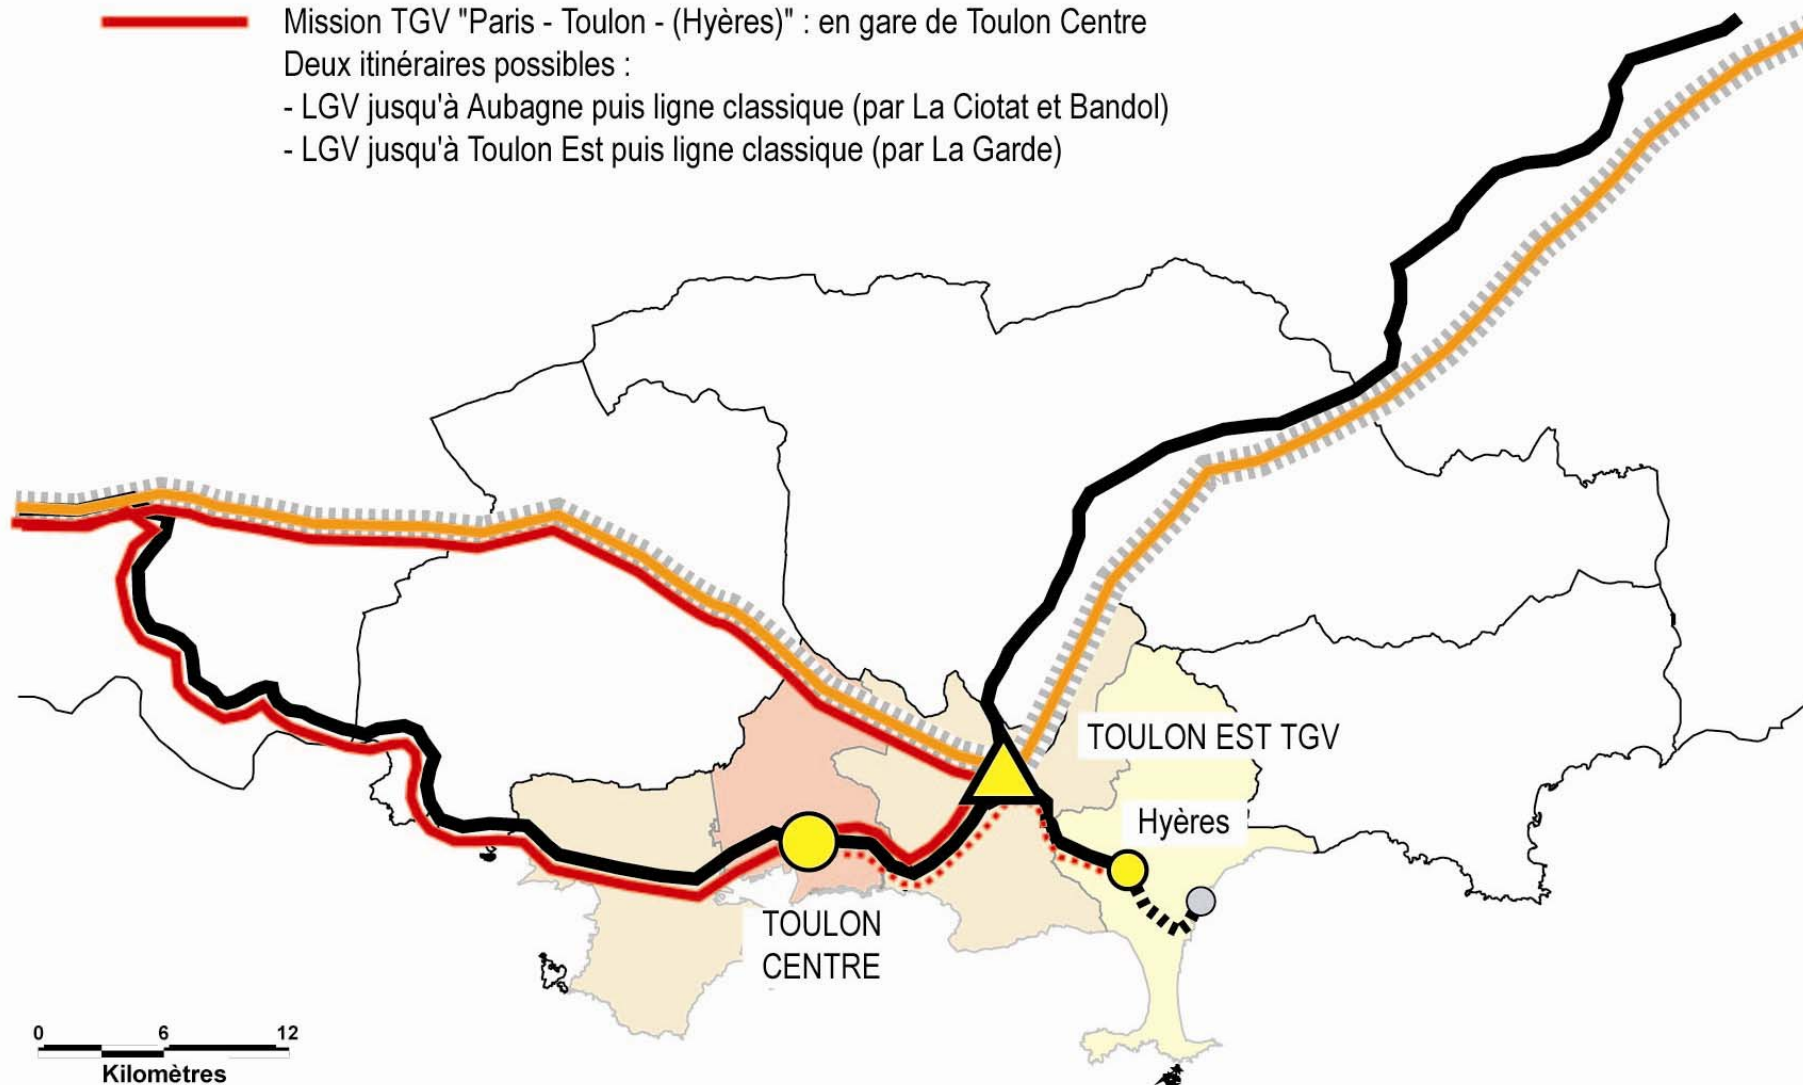 Mission TGV "Paris - Toulon - (Hyères)" : en gare de Toulon Centre
Deux itinéraires possibles :
- LGV jusqu'à Aubagne puis ligne classique (par La Ciotat et Bandol)
- LGV jusqu'à Toulon Est puis ligne classique (par La Garde)
TOULON EST TGV
Hyères
TOULON
CENTRE
0 6 12
Kilomètres